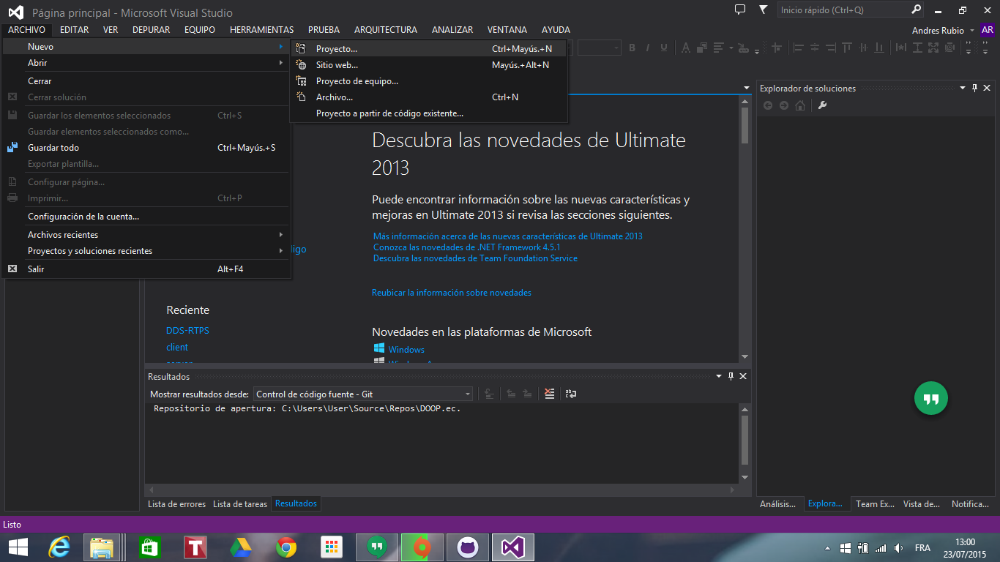 Página principal - Microsoft Visual Studio
Inicio rápido (Ctrl+Q)
ARCHIVO EDITAR VER DEPURAR EQUIPO HERRAMIENTAS PRUEBA ARQUITECTURA ANALIZAR VENTANA AYUDA
Andres Rubio AR
Nuevo
Abrir
Cerrar
Cerrar solución
Guardar los elementos seleccionados Ctrl+S
Guardar elementos seleccionados como...
Guardar todo Ctrl+Mayús.+S
Exportar plantilla...
Configurar página...
Imprimir... Ctrl+P
Configuración de la cuenta...
Archivos recientes
Proyectos y soluciones recientes
Salir Alt+F4
Proyecto... Ctrl+Mayús.+N
Sitio web... Mayús.+Alt+N
Proyecto de equipo...
Archivo... Ctrl+N
Proyecto a partir de código existente...
Descubra las novedades de Ultimate
2013
Puede encontrar información sobre las nuevas características y
mejoras en Ultimate 2013 si revisa las secciones siguientes.
Más información acerca de las nuevas características de Ultimate 2013
Conozca las novedades de .NET Framework 4.5.1
Descubra las novedades de Team Foundation Service
Reubicar la información sobre novedades
Novedades en las plataformas de Microsoft
Windows
digo
Reciente
DDS-RTPS
client
Explorador de soluciones
Resultados
Mostrar resultados desde: Control de código fuente - Git
Repositorio de apertura: C:\Users\User\Source\Repos\DOOP.ec.
Lista de errores Lista de tareas Resultados
Análisis... Explora... Team Ex... Vista de... Notifica...
Listo
FRA
13:00
23/07/2015